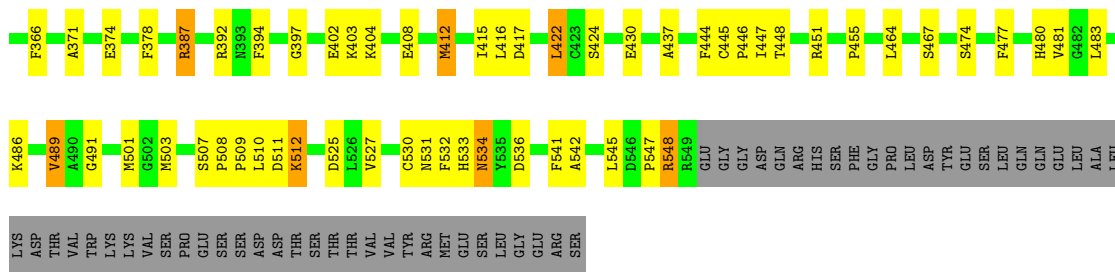 F366 A371 E374 F378 R387 R392 N393 F394 G397 E402 K403 K404 E408 M412 I415 L416 D417 L422 C423 S424 E430 A437 F444 C445 P446 I447 T448 R451 P455 L464 S467 S474 F477 H480 V481 G482 L483
K486 V489 A490 G491 M501 G502 M503 S507 P508 P509 L510 D511 K512 D525 L526 V527 C530 N531 F532 H533 N534 Y535 D536 F541 A542 L545 D546 P547 R548 R549 GLU GLY GLY ASP GLN ARG HIS SER PHE GLY PRO LEU ASP TYR GLU SER LEU GLN GLN GLU LEU ALA LEU
LYS ASP THR VAL TRP LYS LYS VAL SER PRO GLU SER SER ASP ASP THR SER THR THR VAL VAL TYR ARG MET GLU SER LEU GLY GLU ARG SER